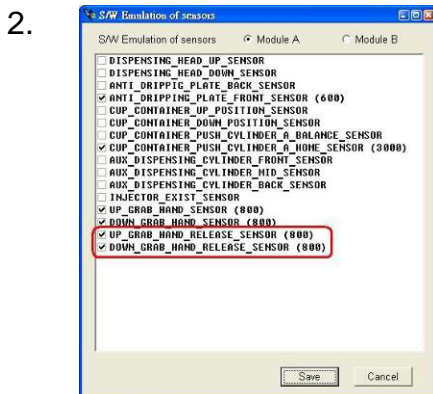 2.
S/W Emulation of sensors
S/W Emulation of sensors Module A Module B
DISPENSING_HEAD_UP_SENSOR
DISPENSING_HEAD_DOWN_SENSOR
ANTI_DRIPPIG_PLATE_BACK_SENSOR
ANTI_DRIPPING_PLATE_FRONT_SENSOR (600)
CUP_CONTAINER_UP_POSITION_SENSOR
CUP_CONTAINER_DOWN_POSITION_SENSOR
CUP_CONTAINER_PUSH_CYLINDER_A_BALANCE_SENSOR
CUP_CONTAINER_PUSH_CYLINDER_A_HOME_SENSOR (3000)
AUX_DISPENSING_CYLINDER_FRONT_SENSOR
AUX_DISPENSING_CYLINDER_MID_SENSOR
AUX_DISPENSING_CYLINDER_BACK_SENSOR
INJECTOR_EXIST_SENSOR
UP_GRAB_HAND_SENSOR (800)
DOWN_GRAB_HAND_SENSOR (800)
UP_GRAB_HAND_RELEASE_SENSOR (800)
DOWN_GRAB_HAND_RELEASE_SENSOR (800)
Save Cancel